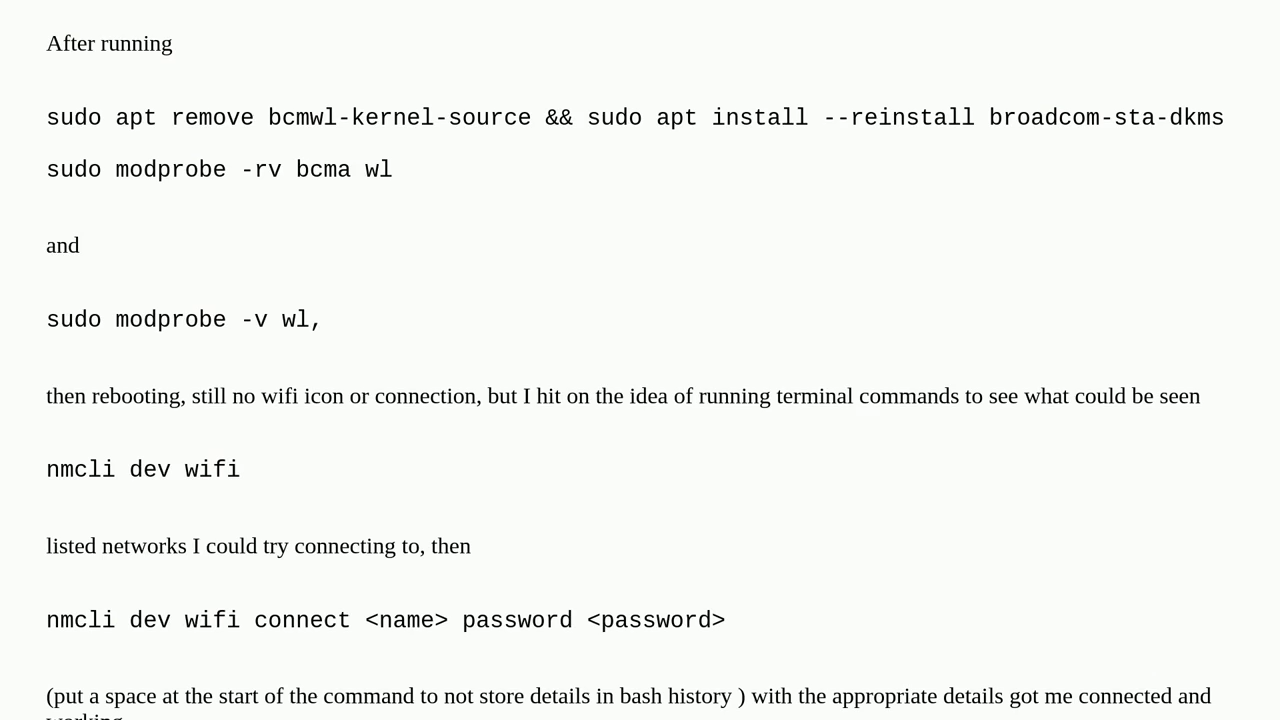 After running
sudo apt remove bcmwl-kernel-source && sudo apt install --reinstall broadcom-sta-dkms
sudo modprobe -rv bcma wl
and
sudo modprobe -v wl,
then rebooting, still no wifi icon or connection, but I hit on the idea of running terminal commands to see what could be seen
nmcli dev wifi
listed networks I could try connecting to, then
nmcli dev wifi connect <name> password <password>
(put a space at the start of the command to not store details in bash history ) with the appropriate details got me connected and